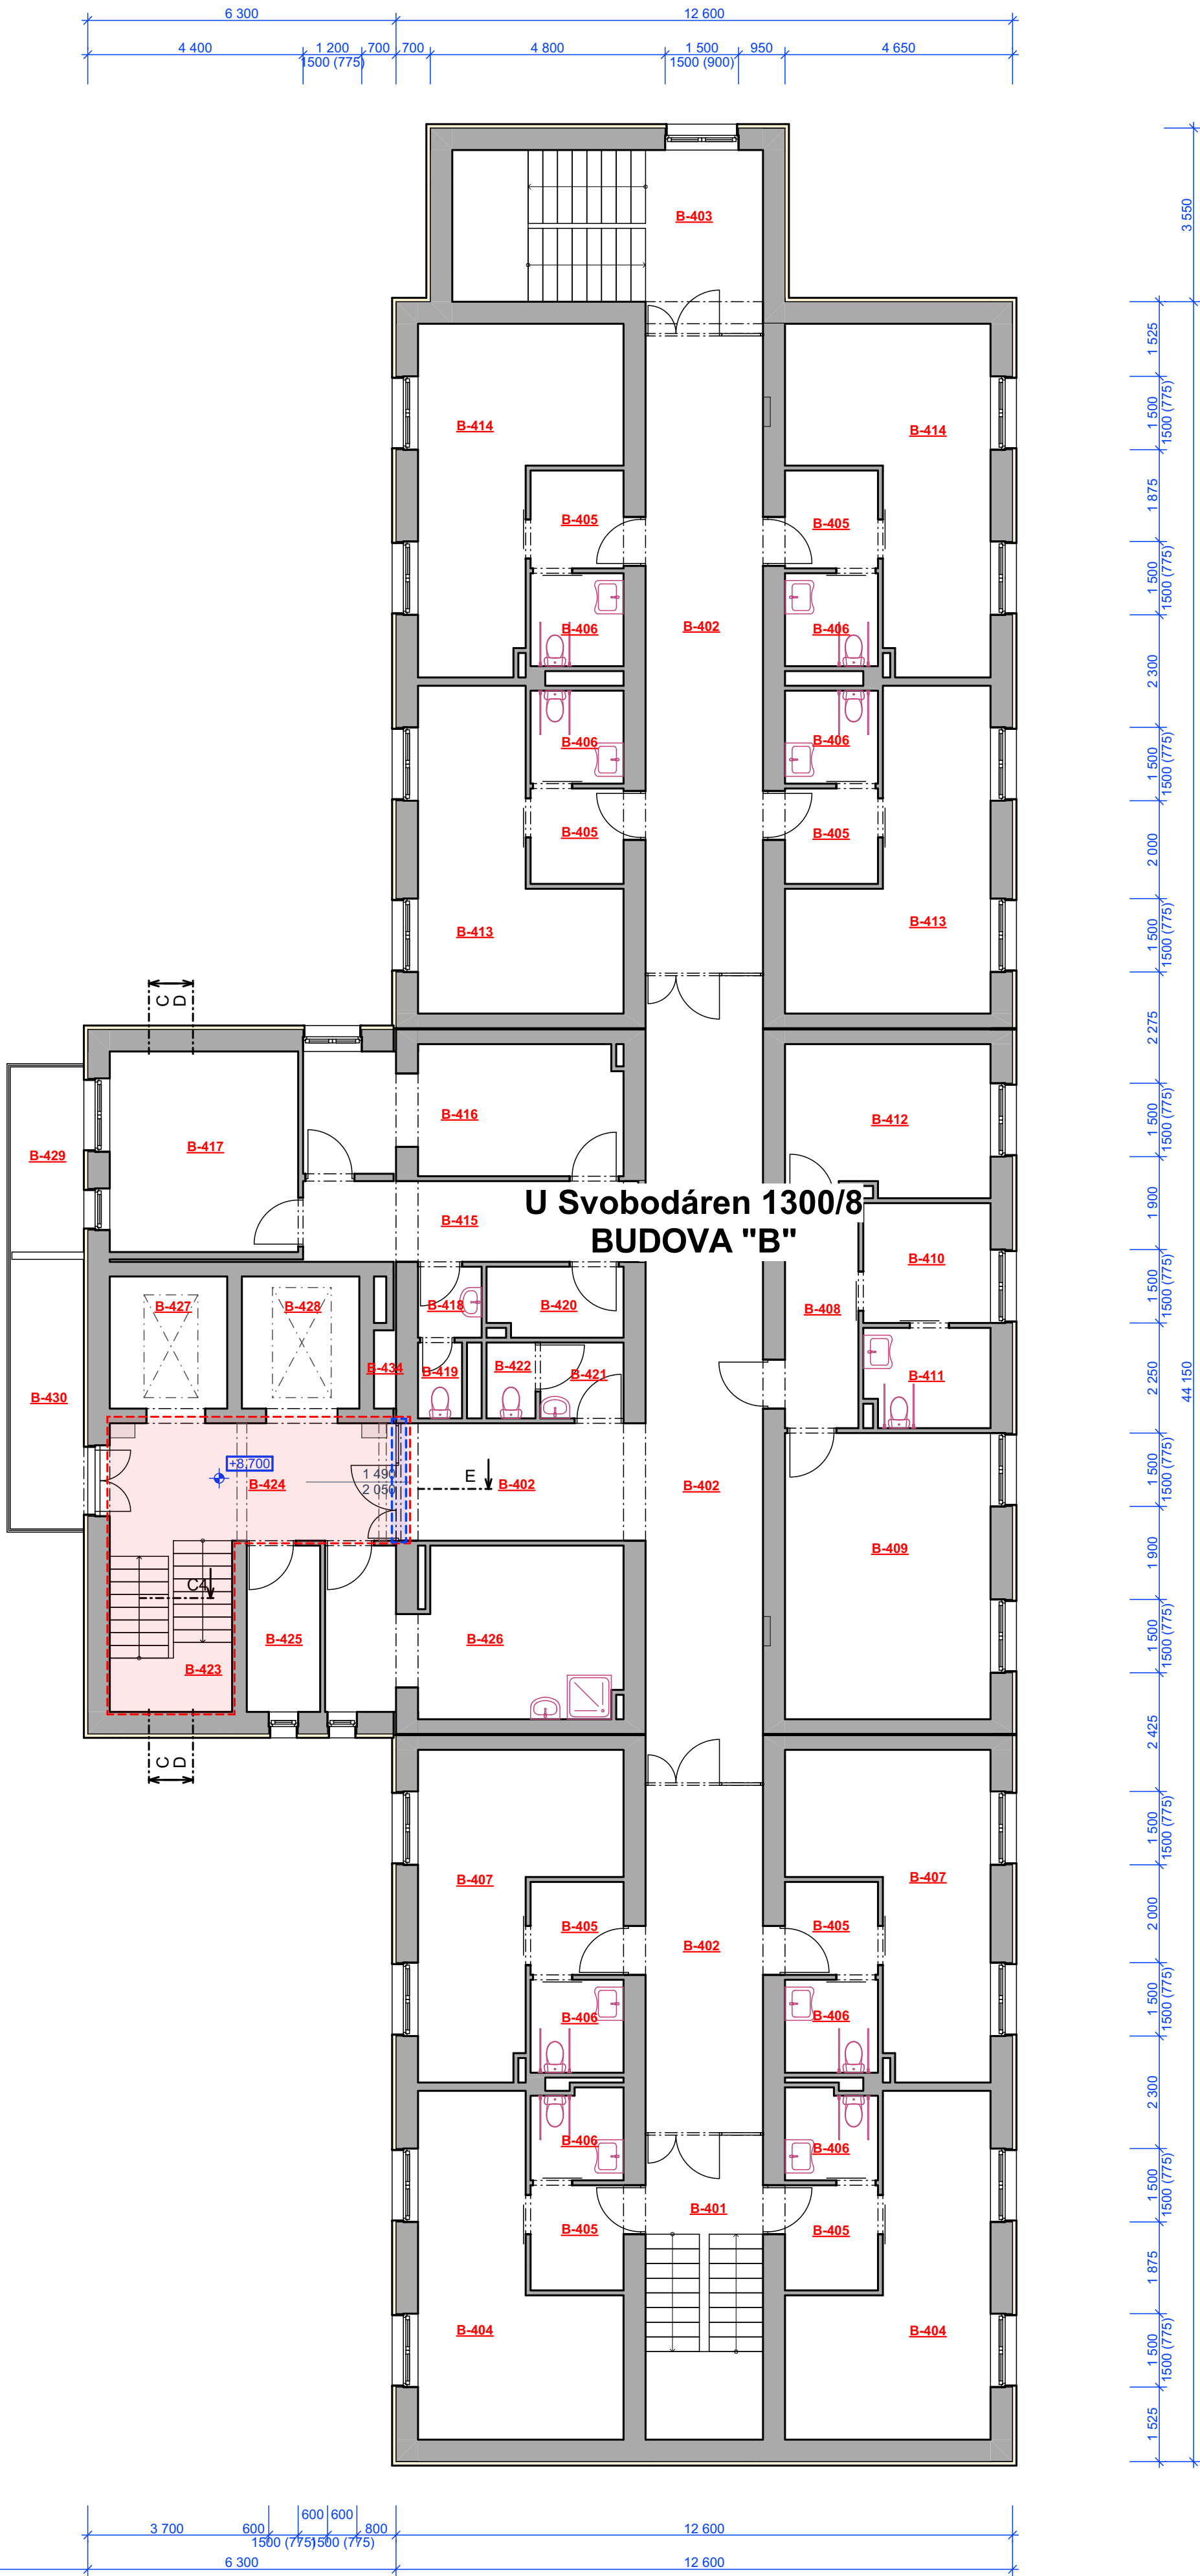 6 300
12 600
4 400
1 200
700
700
4 800
1 500
950
4 650
1500 (775)
1500 (900)
3 550
B-403
1 525
1 500
1500 (775)
B-414
B-414
1 875
B-405
B-405
1 500
1500 (775)
B-406
B-402
B-406
2 300
B-406
B-406
1 500
1500 (775)
B-405
B-405
2 000
B-413
B-413
1 500
1500 (775)
C
D
2 275
B-416
B-412
1 500
1500 (775)
B-429
B-417
U Svobodáren 1300/8
B-415
1 900
BUDOVA "B"
B-410
B-427
B-428
B-418
B-420
B-408
1 500
1500 (775)
B-434
B-419
B-422
B-421
B-411
2 250
44 150
B-430
+8,700
1 490
2 050
B-424
E
B-402
B-402
1 500
1500 (775)
B-409
1 900
C4
B-425
B-426
1 500
1500 (775)
B-423
2 425
C
D
1 500
1500 (775)
B-407
B-407
B-405
B-402
B-405
2 000
B-406
B-406
1 500
1500 (775)
2 300
B-406
B-406
1 500
1500 (775)
B-401
B-405
B-405
1 875
B-404
B-404
1 500
1500 (775)
1 525
600
600
3 700
600
800
12 600
1500 (775)
1500 (775)
6 300
12 600